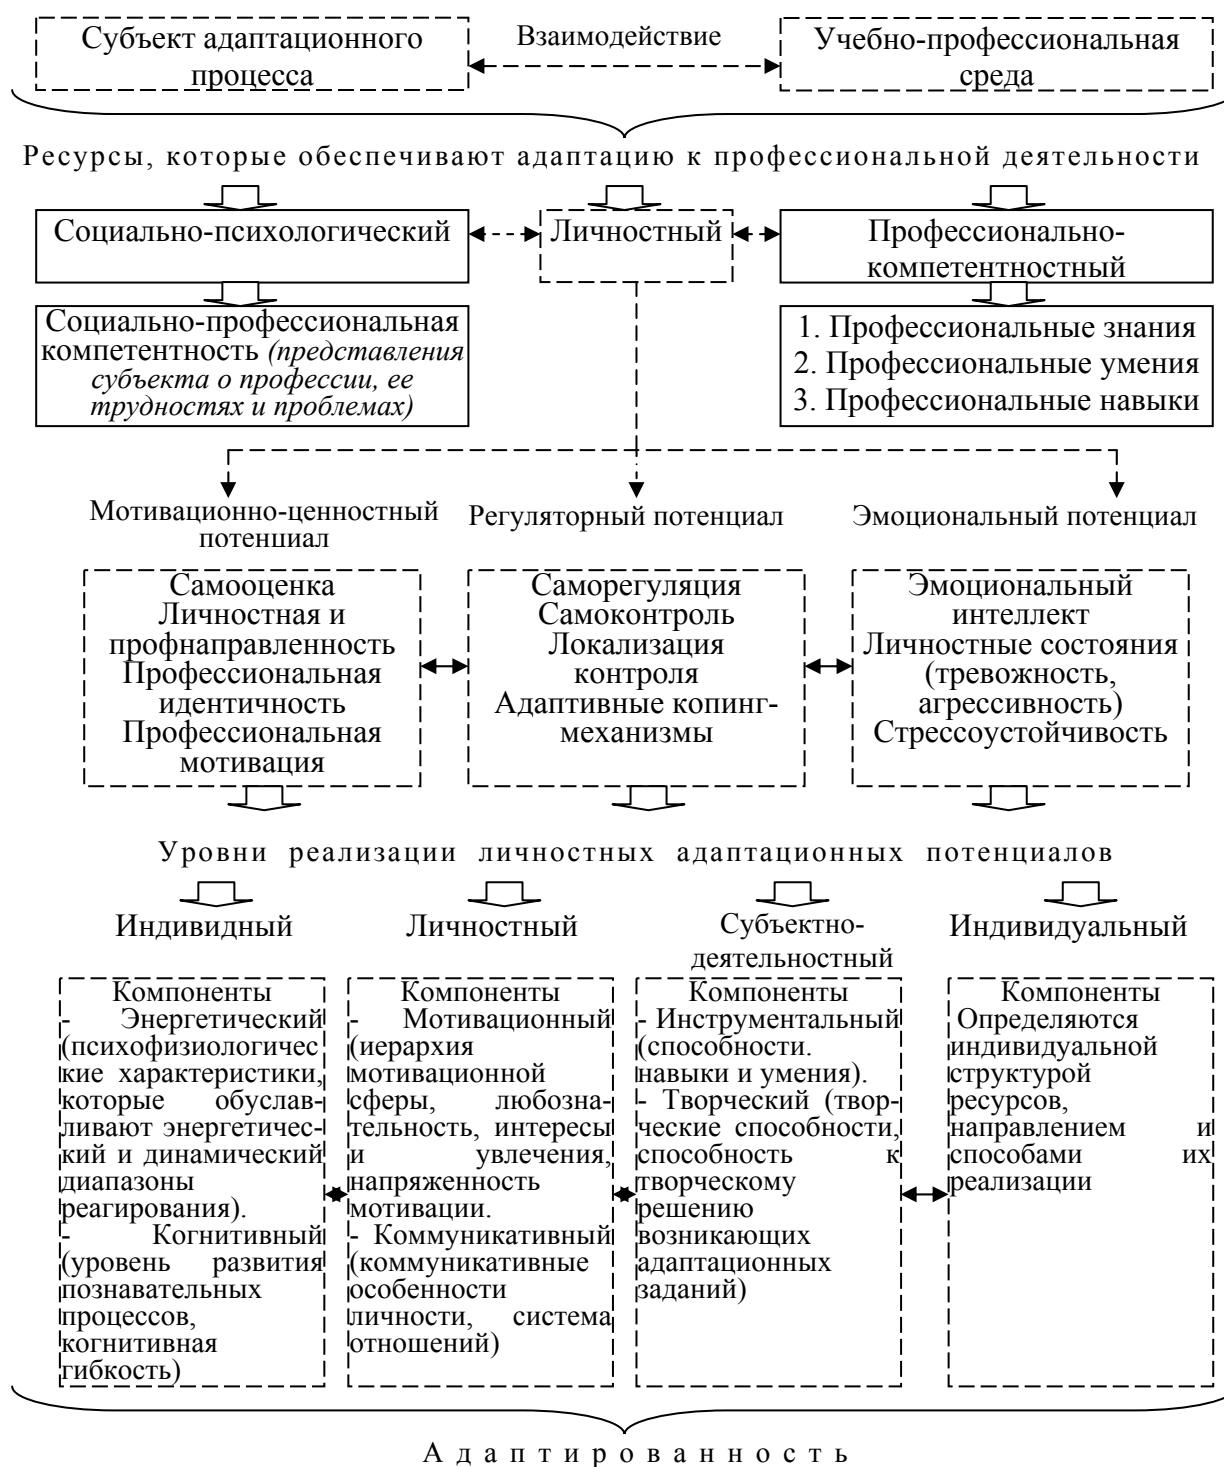 Субъект адаптационного
процесса
Взаимодействие
Учебно-профессиональная
среда
Ресурсы, которые обеспечивают адаптацию к профессиональной деятельности
Социально-психологический
Личностный
Профессионально-
компетентностный
Социально-профессиональная
компетентность (представления
субъекта о профессии, ее
трудностях и проблемах)
1. Профессиональные знания
2. Профессиональные умения
3. Профессиональные навыки
Мотивационно-ценностный
потенциал
Регуляторный потенциал
Эмоциональный потенциал
Самооценка
Личностная и
профнаправленность
Профессиональная
идентичность
Профессиональная
мотивация
Саморегуляция
Самоконтроль
Локализация
контроля
Адаптивные копинг-
механизмы
Эмоциональный
интеллект
Личностные состояния
(тревожность,
агрессивность)
Стрессоустойчивость
Уровни реализации личностных адаптационных потенциалов
Индивидный
Личностный
Субъектно-
деятельностный
Индивидуальный
Компоненты
- Энергетический
(психофизиологичес
кие характеристики,
которые обуслав-
ливают энергетичес-
кий и динамический
диапазоны
реагирования).
- Когнитивный
(уровень развития
познавательных
процессов,
когнитивная
гибкость)
Компоненты
- Мотивационный
(иерархия
мотивационной
сферы, любозна-
тельность, интересы
и увлечения,
напряженность
мотивации.
- Коммуникативный
(коммуникативные
особенности
личности, система
отношений)
Компоненты
- Инструментальный
(способности.
навыки и умения).
- Творческий (твор-
ческие способности,
способность к
творческому
решению
возникающих
адаптационных
заданий)
Компоненты
Определяются
индивидуальной
структурой
ресурсов,
направлением и
способами их
реализации
Адаптированность